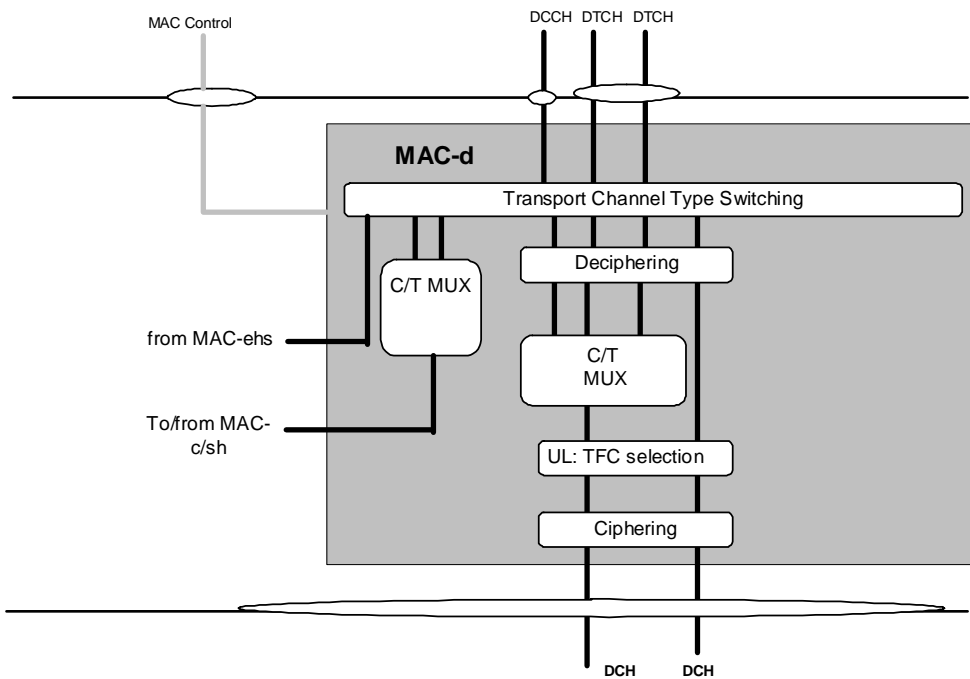 MAC Control
DCCH DTCH DTCH
MAC-d
Transport Channel Type Switching
Deciphering
C/T MUX
from MAC-ehs
C/T
MUX
To/from MAC-
c/sh
UL: TFC selection
Ciphering
DCH DCH